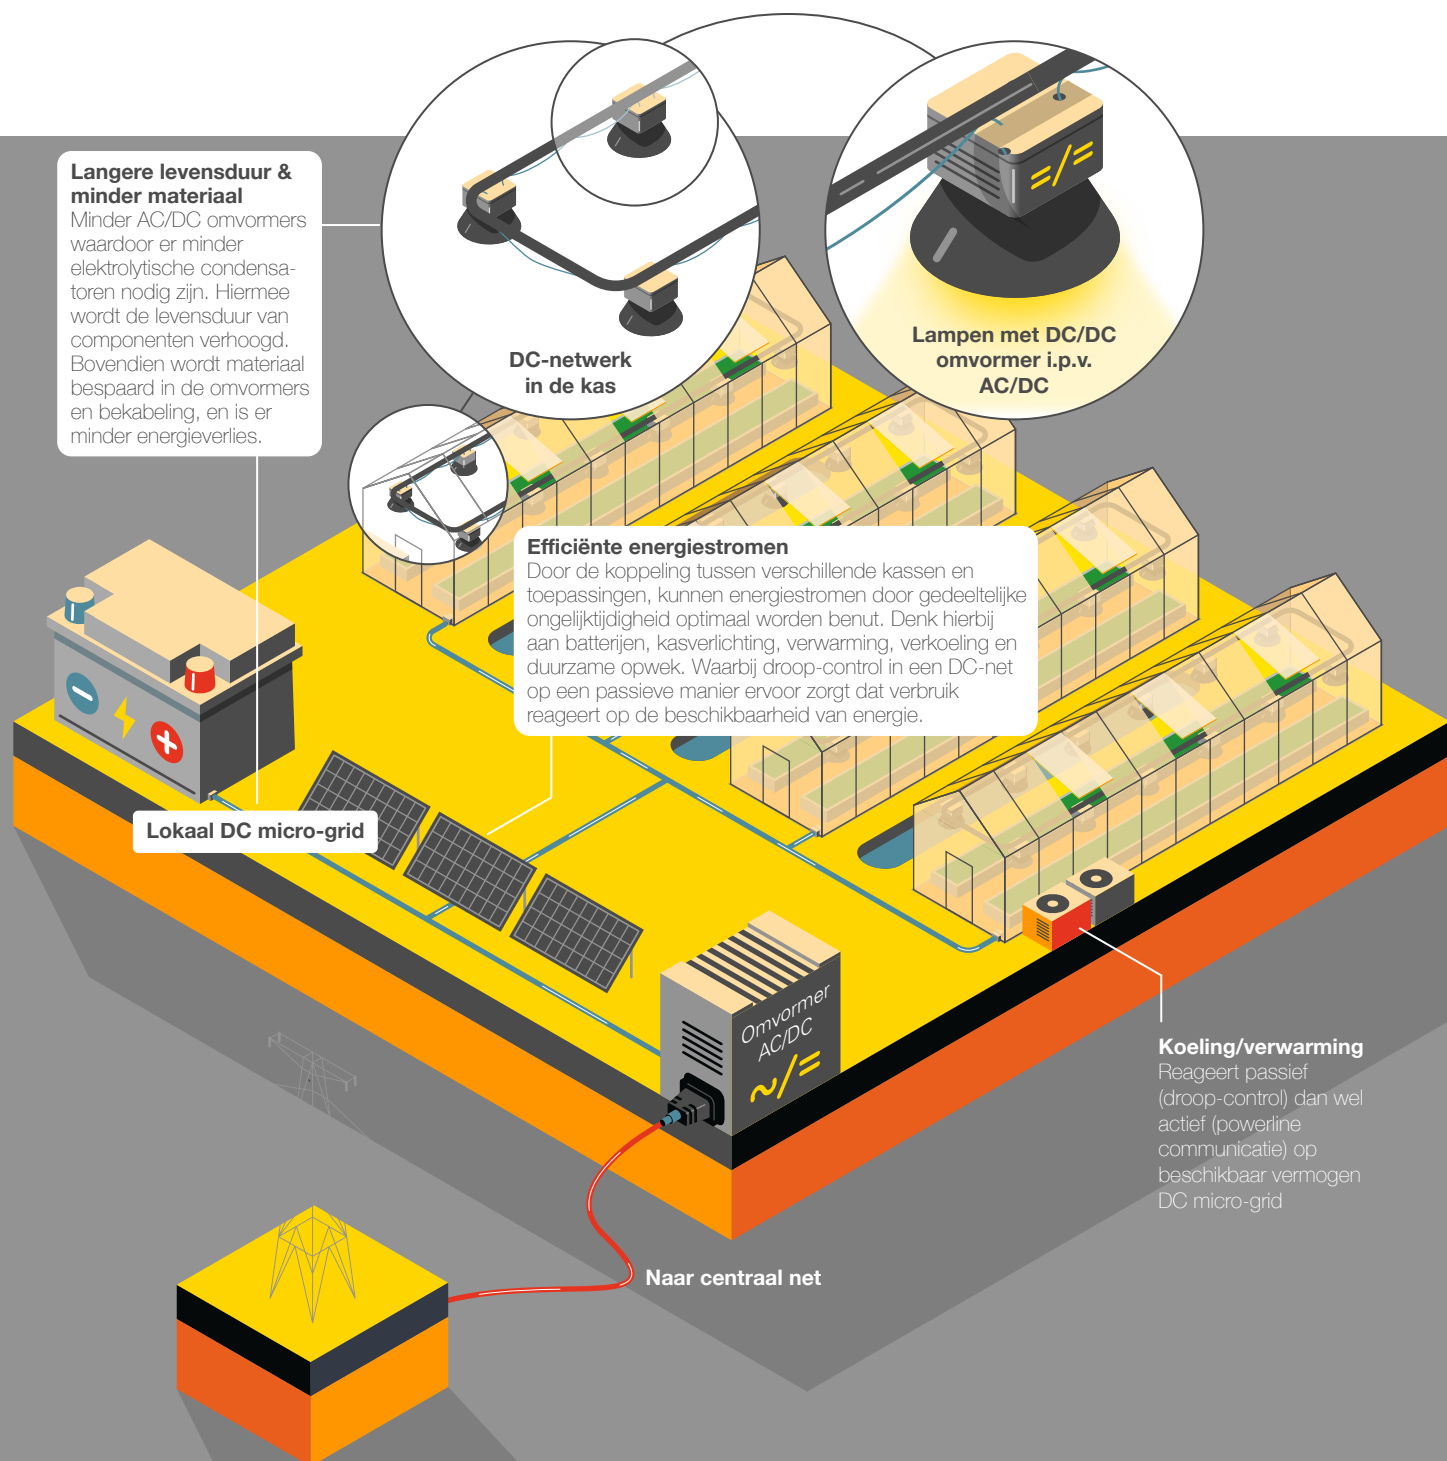 Langere levensduur &
minder materiaal
Minder AC/DC omvormers
waardoor er minder
elektrolytische condensa-
toren nodig zijn. Hiermee
wordt de levensduur van
componenten verhoogd.
Bovendien wordt materiaal
bespaard in de omvormers
en bekabeling, en is er
minder energieverlies.
DC-netwerk
in de kas
=/=
Lampen met DC/DC
omvormer i.p.v.
AC/DC
Efficiënte energiestromen
Door de koppeling tussen verschillende kassen en
toepassingen, kunnen energiestromen door gedeeltelijke
ongelijktijdigheid optimaal worden benut. Denk hierbij
aan batterijen, kasverlichting, verwarming, verkoeling en
duurzame opwek. Waarbij droop-control in een DC-net
op een passieve manier ervoor zorgt dat verbruik
reageert op de beschikbaarheid van energie.
Lokaal DC micro-grid
Omvormer
AC/DC
~/=
Koeling/verwarming
Reageert passief
(droop-control) dan wel
actief (powerline
communicatie) op
beschikbaar vermogen
DC micro-grid
Naar centraal net